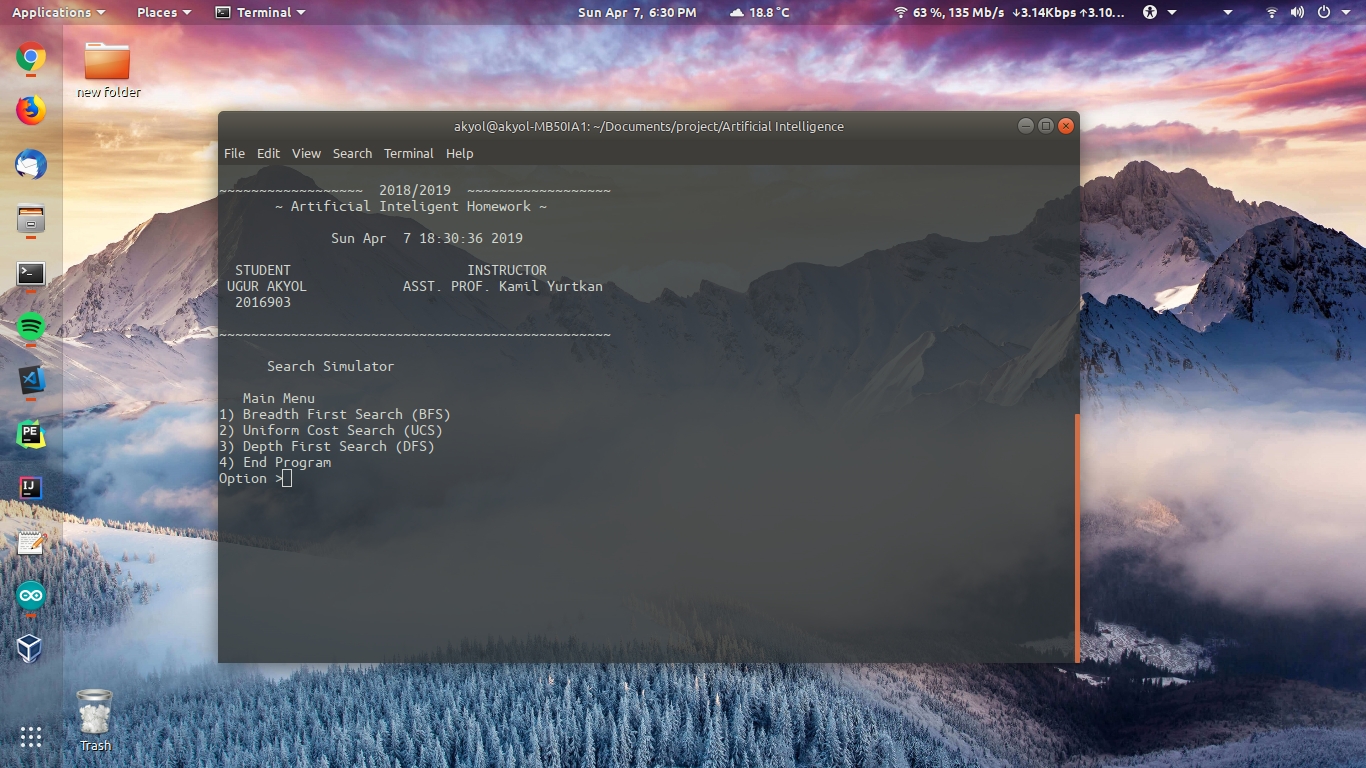 Applications Places Terminal Sun Apr 7, 6:30 PM 18.8 °C 63 %, 135 Mb/s ↓3.14Kbps ↑3.10...
new folder
akyol@akyol-MB50IA1: ~/Documents/project/Artificial Intelligence
File Edit View Search Terminal Help
~~~~~~~~~~~~~~~~~~ 2018/2019 ~~~~~~~~~~~~~~~~~~
~ Artificial Inteligent Homework ~
Sun Apr 7 18:30:36 2019
STUDENT INSTRUCTOR
UGUR AKYOL ASST. PROF. Kamil Yurtkan
2016903
~~~~~~~~~~~~~~~~~~~~~~~~~~~~~~~~~~~~~~~~~~~~~~~~~
Search Simulator
Main Menu
1) Breadth First Search (BFS)
2) Uniform Cost Search (UCS)
3) Depth First Search (DFS)
4) End Program
Option >
PE
IJ
Trash